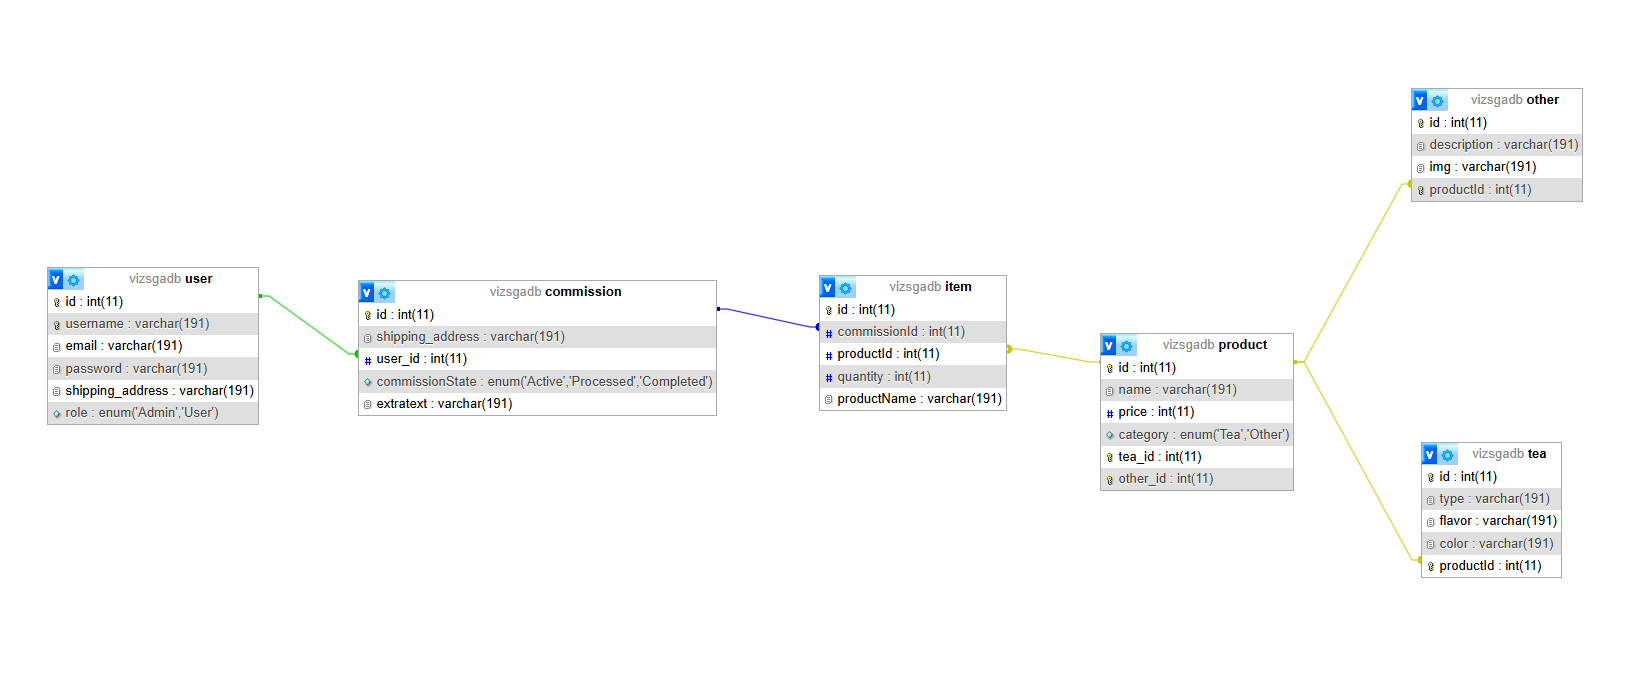 v vizsgadb user
id : int(11)
username : varchar(191)
email : varchar(191)
password : varchar(191)
shipping_address : varchar(191)
role : enum('Admin','User')
v vizsgadb commission
id : int(11)
shipping_address : varchar(191)
# user_id : int(11)
commissionState : enum('Active','Processed','Completed')
extratext : varchar(191)
v vizsgadb item
id : int(11)
# commissionId : int(11)
# productId : int(11)
# quantity : int(11)
productName : varchar(191)
v vizsgadb product
id : int(11)
name : varchar(191)
# price : int(11)
category : enum('Tea','Other')
tea_id : int(11)
other_id : int(11)
v vizsgadb other
id : int(11)
description : varchar(191)
img : varchar(191)
productId : int(11)
v vizsgadb tea
id : int(11)
type : varchar(191)
flavor : varchar(191)
color : varchar(191)
productId : int(11)